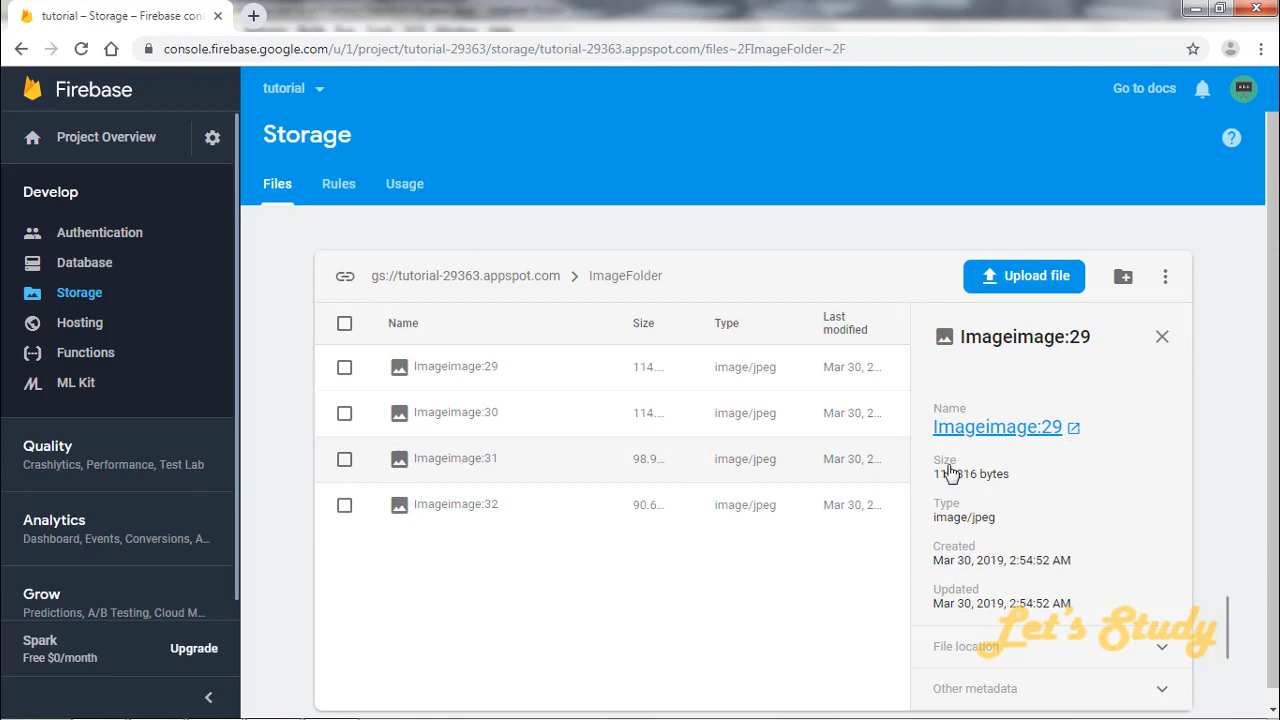 tutorial – Storage – Firebase con
console.firebase.google.com/u/1/project/tutorial-29363/storage/tutorial-29363.appspot.com/files~2FImageFolder~2F
Firebase
tutorial
Go to docs
Project Overview
Storage
Develop
Files Rules Usage
Authentication
Database
Storage
Hosting
Functions
ML Kit
gs://tutorial-29363.appspot.com > ImageFolder
Upload file
Name Size Type Last modified
Imageimage:29 114.... image/jpeg Mar 30, 2...
Imageimage:30 114.... image/jpeg Mar 30, 2...
Imageimage:31 98.9... image/jpeg Mar 30, 2...
Imageimage:32 90.6... image/jpeg Mar 30, 2...
Imageimage:29
Name
Imageimage:29
Size
bytes
Type
image/jpeg
Created
Mar 30, 2019, 2:54:52 AM
Updated
Mar 30, 2019, 2:54:52 AM
File location
Other metadata
Quality
Crashlytics, Performance, Test Lab
Analytics
Dashboard, Events, Conversions, A...
Grow
Predictions, A/B Testing, Cloud M...
Spark
Free $0/month
Upgrade
Let's Study